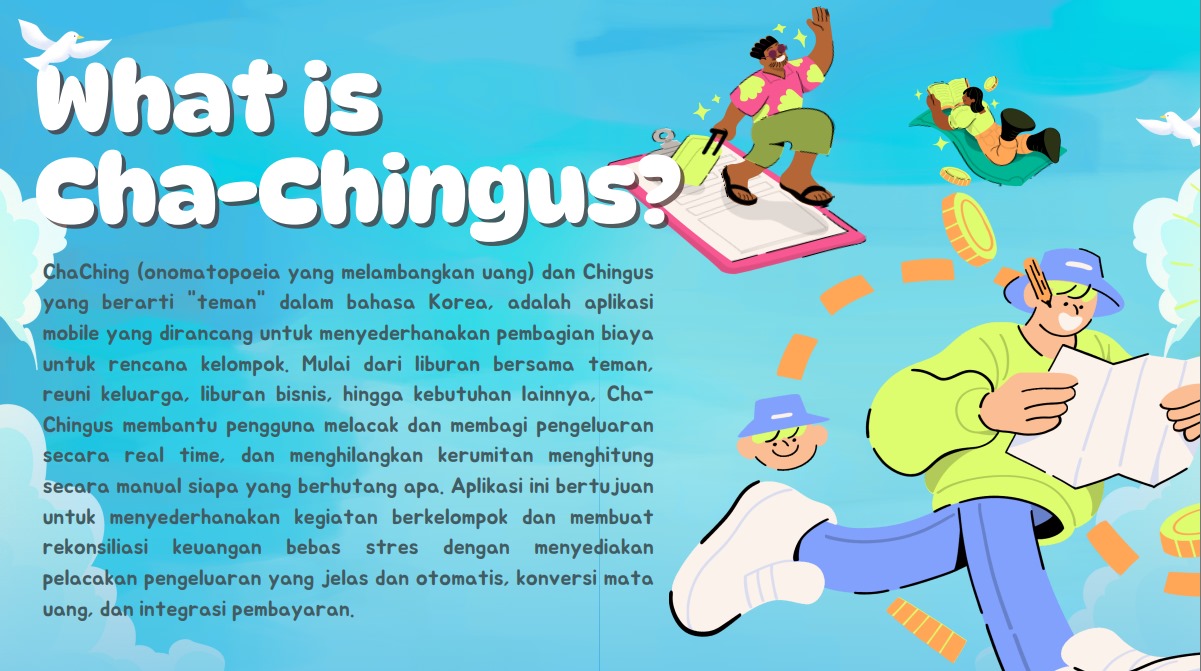 What is
Cha-Chingus?
ChaChing (onomatopoeia yang melambangkan uang) dan Chingus
yang berarti "teman" dalam bahasa Korea, adalah aplikasi
mobile yang dirancang untuk menyederhanakan pembagian biaya
untuk rencana kelompok. Mulai dari liburan bersama teman,
reuni keluarga, liburan bisnis, hingga kebutuhan lainnya, Cha-
Chingus membantu pengguna melacak dan membagi pengeluaran
secara real time, dan menghilangkan kerumitan menghitung
secara manual siapa yang berhutang apa. Aplikasi ini bertujuan
untuk menyederhanakan kegiatan berkelompok dan membuat
rekonsiliasi keuangan bebas stres dengan menyediakan
pelacakan pengeluaran yang jelas dan otomatis, konversi mata
uang, dan integrasi pembayaran.